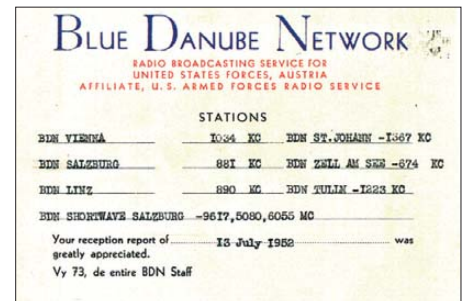 BLUE DANUBE NETWORK
RADIO BROADCASTING SERVICE FOR
UNITED STATES FORCES, AUSTRIA
AFFILIATE, U. S. ARMED FORCES RADIO SERVICE
STATIONS
BDN VIENNA 1034 KC BDN ST.JOHANN -1367 KC
BDN SALZBURG 881 KC BDN ZELL AM SEE -674 KC
BDN LINZ 890 KC BDN TULLN -1223 KC
BDN SHORTWAVE SALZBURG -9617,5080,6055 MC
Your reception report of 13 July 1952 was
greatly appreciated.
Vy 73, de entire BDN Staff